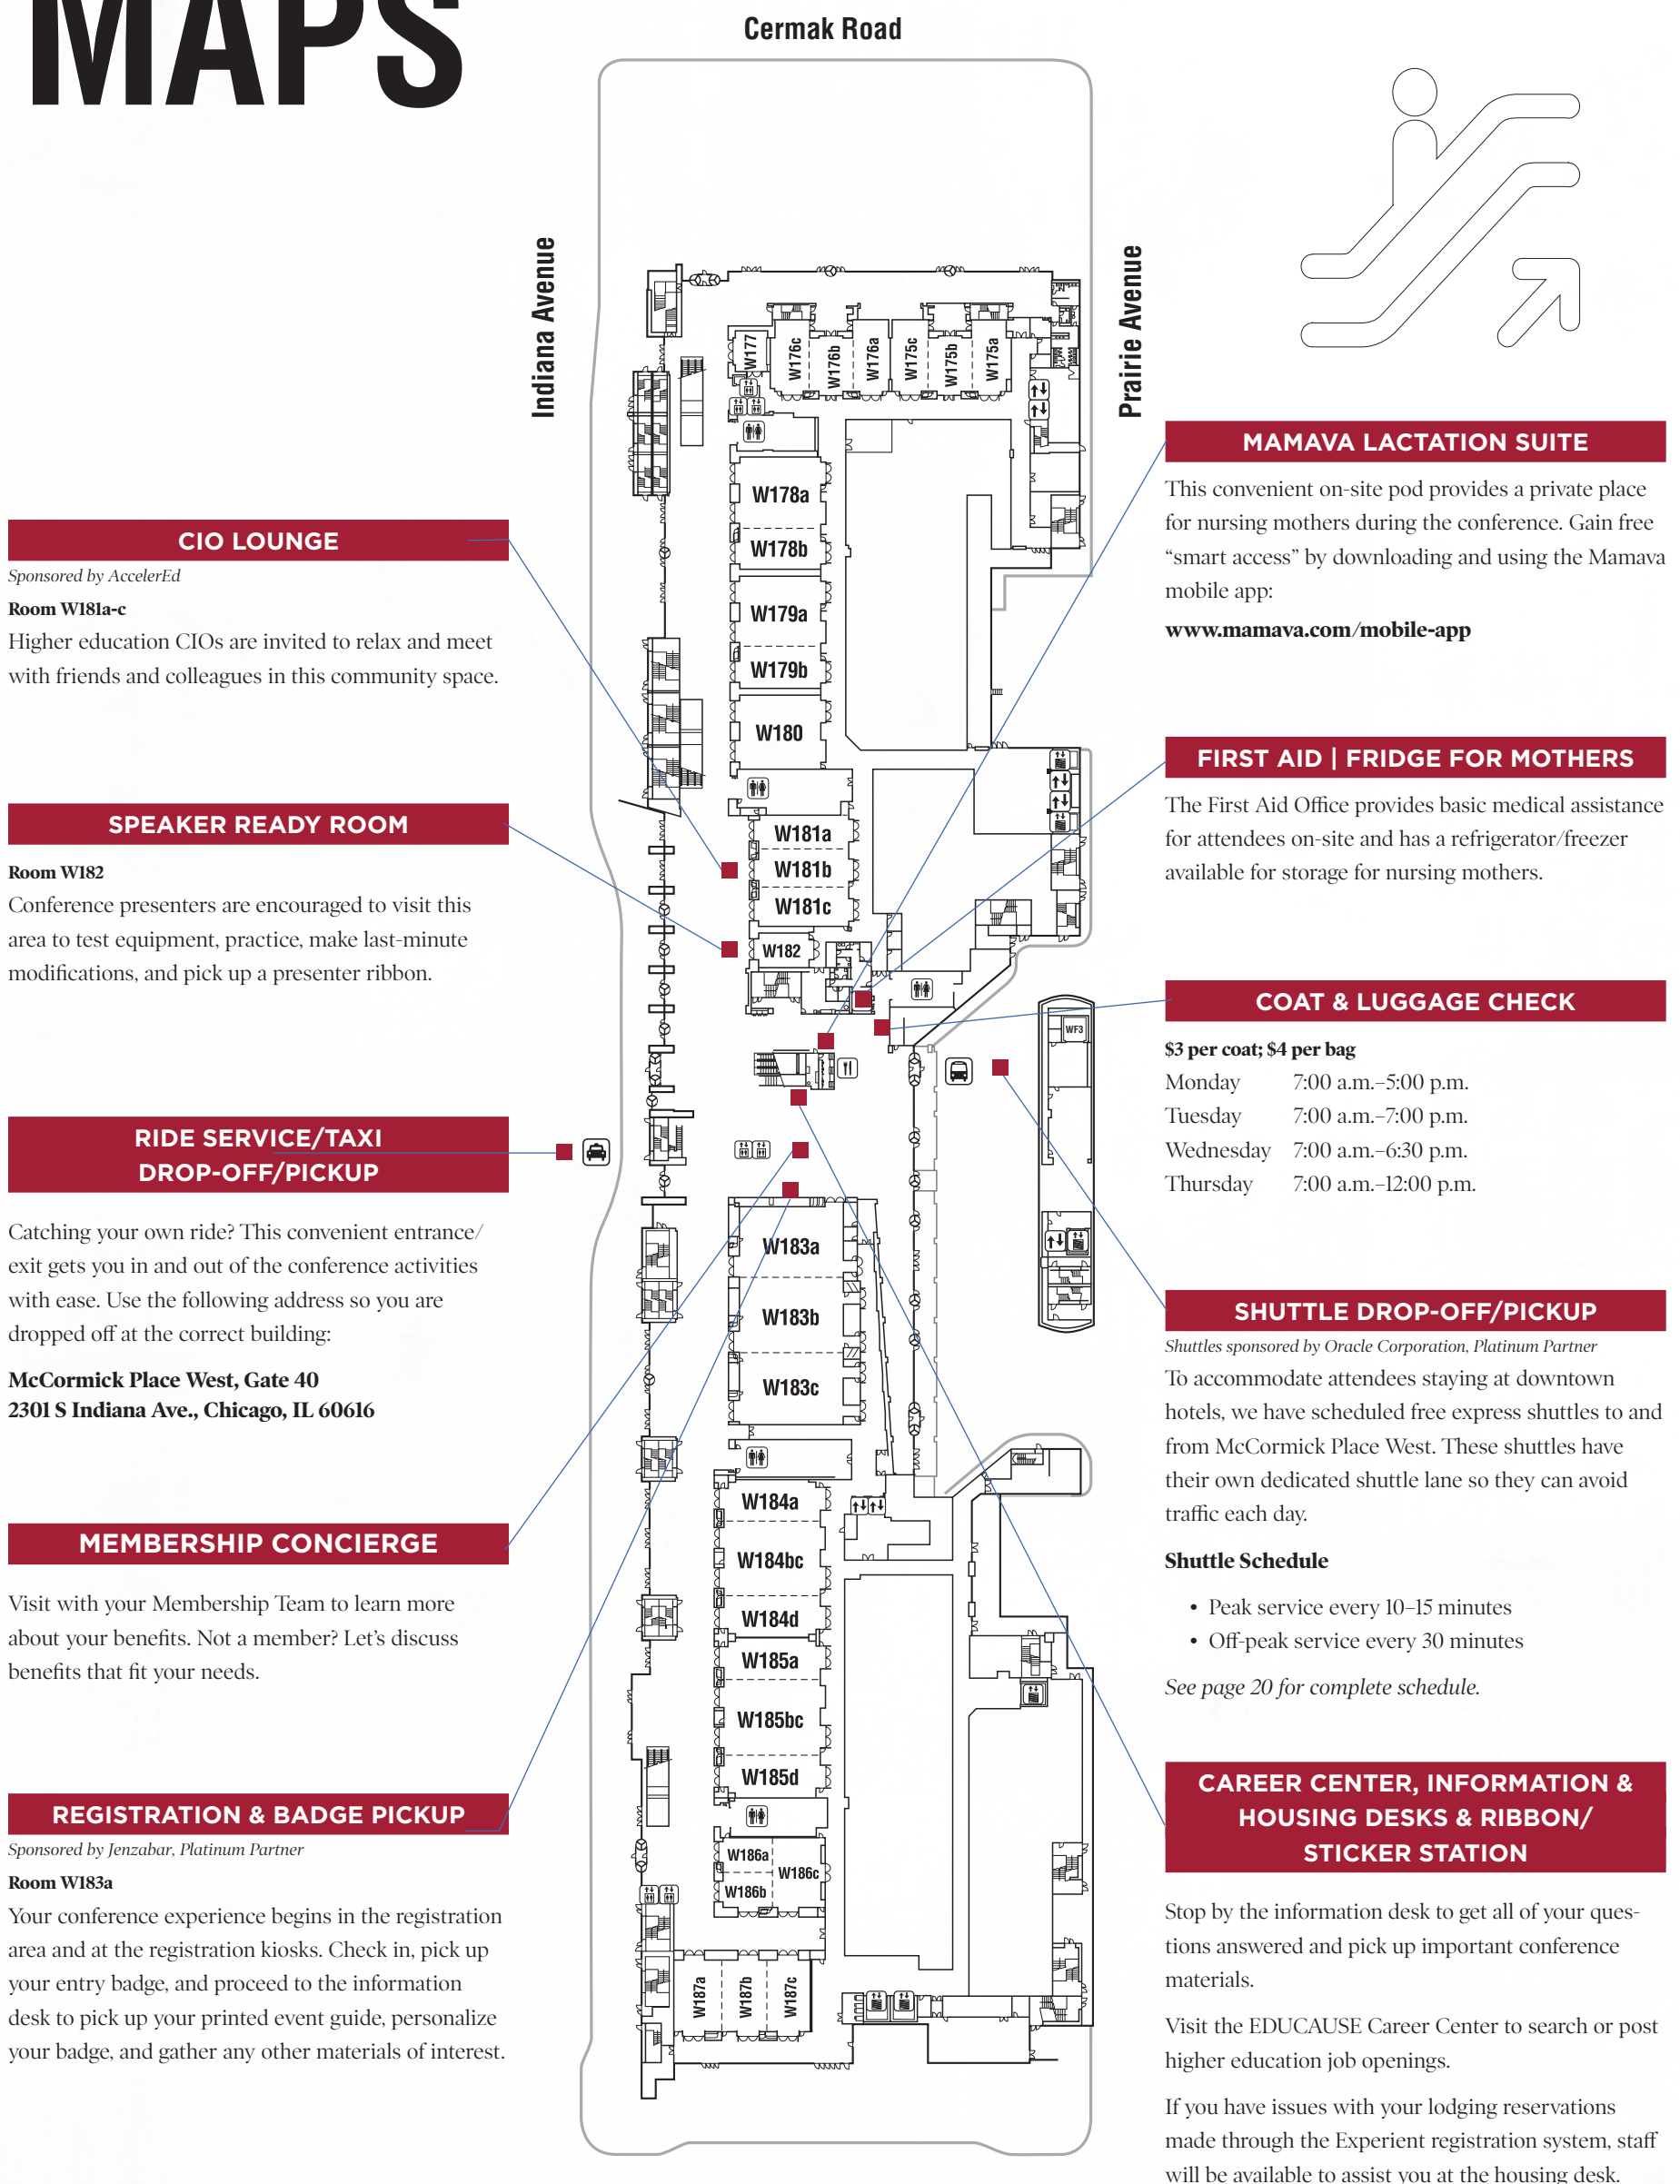 MAPS
Cermak Road
Indiana Avenue
Prairie Avenue
CIO LOUNGE
Sponsored by AccelerEd
Room W181a-c
Higher education CIOs are invited to relax and meet
with friends and colleagues in this community space.
SPEAKER READY ROOM
Room W182
Conference presenters are encouraged to visit this
area to test equipment, practice, make last-minute
modifications, and pick up a presenter ribbon.
RIDE SERVICE/TAXI
DROP-OFF/PICKUP
Catching your own ride? This convenient entrance/
exit gets you in and out of the conference activities
with ease. Use the following address so you are
dropped off at the correct building:
McCormick Place West, Gate 40
2301 S Indiana Ave., Chicago, IL 60616
MEMBERSHIP CONCIERGE
Visit with your Membership Team to learn more
about your benefits. Not a member? Let’s discuss
benefits that fit your needs.
REGISTRATION & BADGE PICKUP
Sponsored by Jenzabar, Platinum Partner
Room W183a
Your conference experience begins in the registration
area and at the registration kiosks. Check in, pick up
your entry badge, and proceed to the information
desk to pick up your printed event guide, personalize
your badge, and gather any other materials of interest.
W177
W176c
W176b
W176a
W175c
W175b
W175a
W178a
W178b
W179a
W179b
W180
W181a
W181b
W181c
W182
WF3
W183a
W183b
W183c
W184a
W184bc
W184d
W185a
W185bc
W185d
W186a
W186c
W186b
W187a
W187b
W187c
MAMAVA LACTATION SUITE
This convenient on-site pod provides a private place
for nursing mothers during the conference. Gain free
“smart access” by downloading and using the Mamava
mobile app:
www.mamava.com/mobile-app
FIRST AID | FRIDGE FOR MOTHERS
The First Aid Office provides basic medical assistance
for attendees on-site and has a refrigerator/freezer
available for storage for nursing mothers.
COAT & LUGGAGE CHECK
$3 per coat; $4 per bag
Monday 7:00 a.m.–5:00 p.m.
Tuesday 7:00 a.m.–7:00 p.m.
Wednesday 7:00 a.m.–6:30 p.m.
Thursday 7:00 a.m.–12:00 p.m.
SHUTTLE DROP-OFF/PICKUP
Shuttles sponsored by Oracle Corporation, Platinum Partner
To accommodate attendees staying at downtown
hotels, we have scheduled free express shuttles to and
from McCormick Place West. These shuttles have
their own dedicated shuttle lane so they can avoid
traffic each day.
Shuttle Schedule
• Peak service every 10–15 minutes
• Off-peak service every 30 minutes
See page 20 for complete schedule.
CAREER CENTER, INFORMATION &
HOUSING DESKS & RIBBON/
STICKER STATION
Stop by the information desk to get all of your ques-
tions answered and pick up important conference
materials.
Visit the EDUCAUSE Career Center to search or post
higher education job openings.
If you have issues with your lodging reservations
made through the Experient registration system, staff
will be available to assist you at the housing desk.